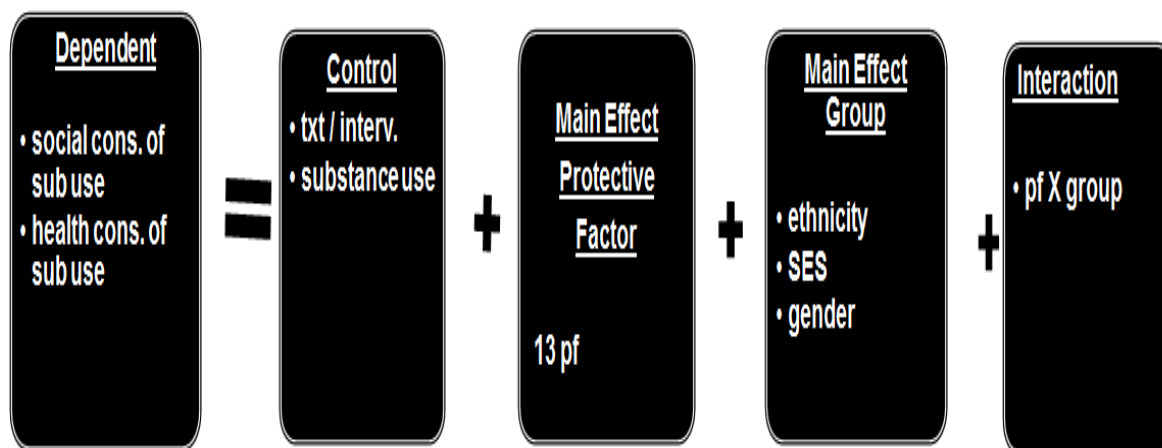 Dependent
• social cons. of
sub use
• health cons. of
sub use
=
Control
• txt / interv.
• substance use
+
Main Effect
Protective
Factor
13 pf
+
Main Effect
Group
• ethnicity
• SES
• gender
+
Interaction
• pf X group